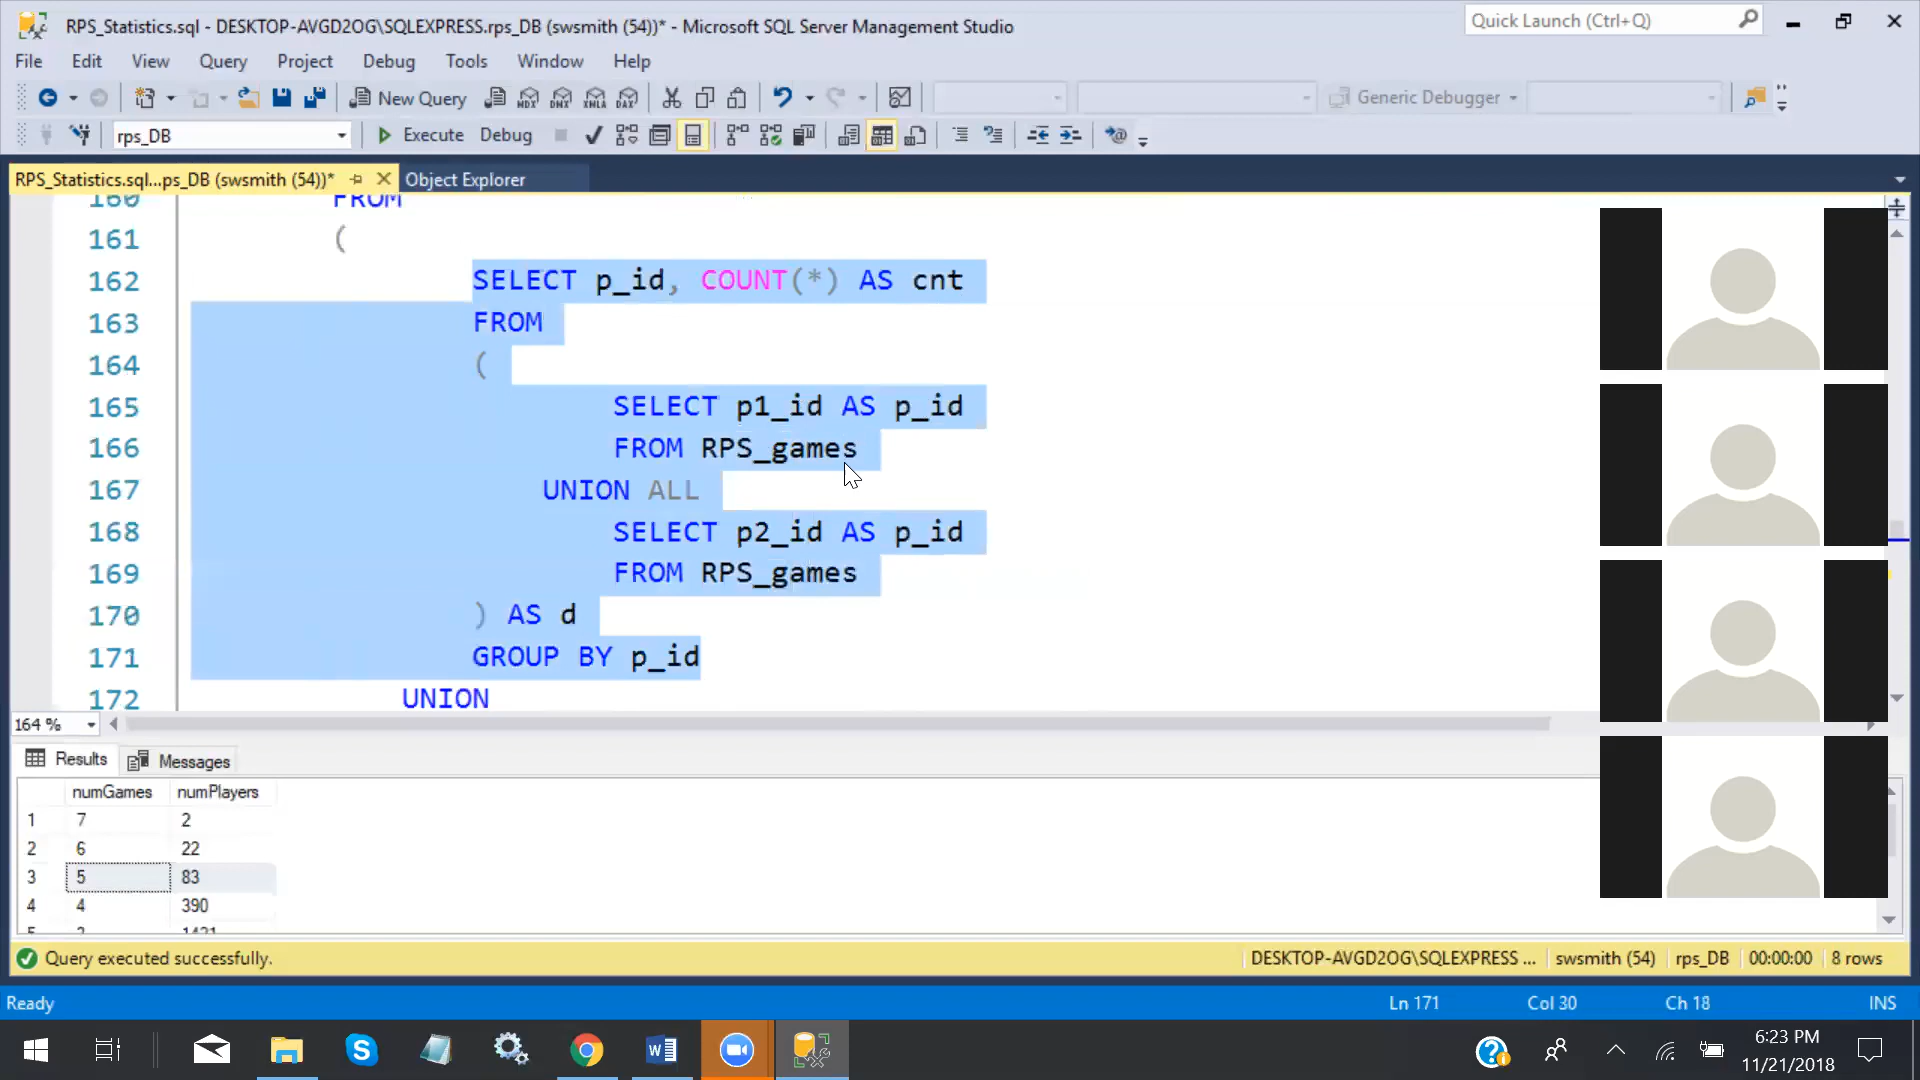 RPS_Statistics.sql - DESKTOP-AVGD2OG\SQLEXPRESS.rps_DB (swsmith (54))* - Microsoft SQL Server Management Studio
Quick Launch (Ctrl+Q)
File Edit View Query Project Debug Tools Window Help
New Query MDX DMX XMLA DAX Generic Debugger
rps_DB Execute Debug
RPS_Statistics.sql...ps_DB (swsmith (54))* Object Explorer
160 FROM
161 (
162 SELECT p_id, COUNT(*) AS cnt
163 FROM
164 (
165 SELECT p1_id AS p_id
166 FROM RPS_games
167 UNION ALL
168 SELECT p2_id AS p_id
169 FROM RPS_games
170 ) AS d
171 GROUP BY p_id
172 UNION
164 %
Results Messages
numGames numPlayers
1 7 2
2 6 22
3 5 83
4 4 390
Query executed successfully. DESKTOP-AVGD2OG\SQLEXPRESS ... swsmith (54) rps_DB 00:00:00 8 rows
Ready Ln 171 Col 30 Ch 18 INS
6:23 PM
11/21/2018